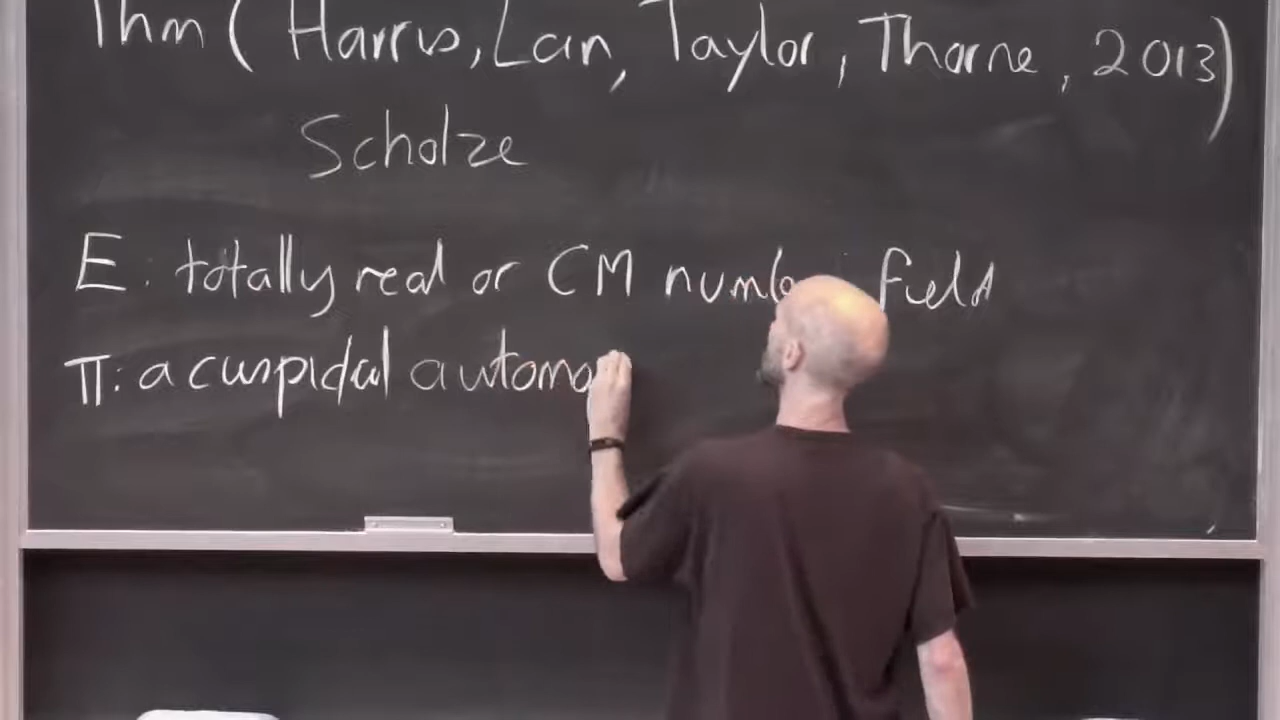 Thm (Harris, Lan, Taylor, Thorne, 2013)
Scholze
E: totally real or CM number field
π: a cuspidal automo